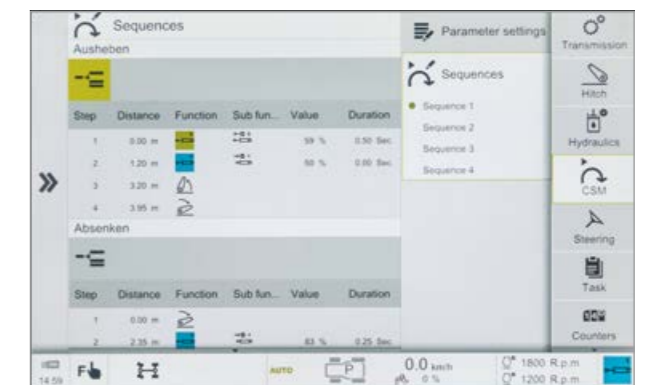 Sequences
Ausheben
Step Distance Function Sub fun... Value Duration
1 0.00 m 59 % 0.50 Sec
2 1.20 m 50 % 0.00 Sec
3 3.20 m
4 3.95 m
Absenken
Step Distance Function Sub fun... Value Duration
1 0.00 m
2 2.35 m 83 % 0.25 Sec
Parameter settings
Sequences
Sequence 1
Sequence 2
Sequence 3
Sequence 4
Transmission
Hitch
Hydraulics
CSM
Steering
Task
Counters
14:59
F
AUTO
P
0.0 km/h
0 %
1800 R.p.m
1200 R.p.m